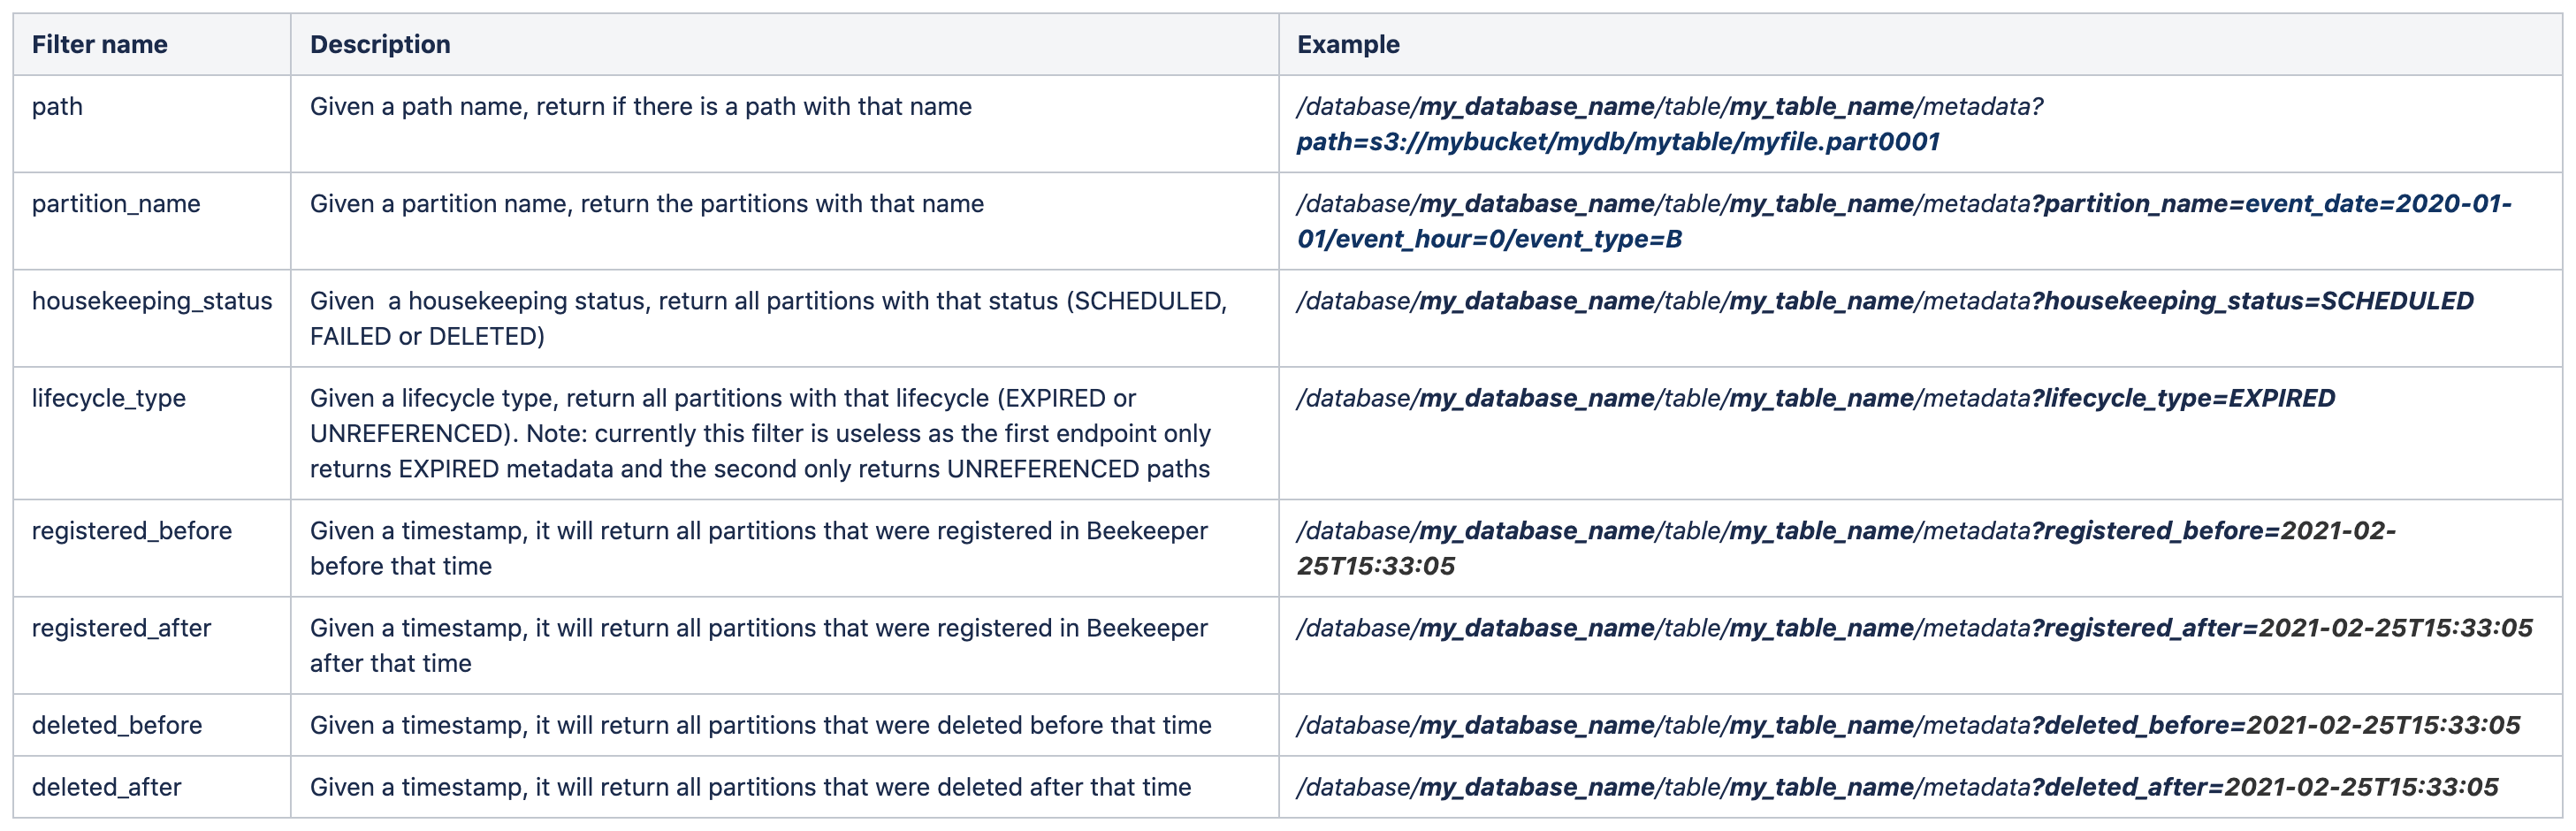 Filter name
Description
Example
path
Given a path name, return if there is a path with that name
/database/my_database_name/table/my_table_name/metadata?
path=s3://mybucket/mydb/mytable/myfile.part0001
partition_name
Given a partition name, return the partitions with that name
/database/my_database_name/table/my_table_name/metadata?partition_name=event_date=2020-01-
01/event_hour=0/event_type=B
housekeeping_status
Given  a housekeeping status, return all partitions with that status (SCHEDULED,
FAILED or DELETED)
/database/my_database_name/table/my_table_name/metadata?housekeeping_status=SCHEDULED
lifecycle_type
Given a lifecycle type, return all partitions with that lifecycle (EXPIRED or
UNREFERENCED). Note: currently this filter is useless as the first endpoint only
returns EXPIRED metadata and the second only returns UNREFERENCED paths
/database/my_database_name/table/my_table_name/metadata?lifecycle_type=EXPIRED
registered_before
Given a timestamp, it will return all partitions that were registered in Beekeeper
before that time
/database/my_database_name/table/my_table_name/metadata?registered_before=2021-02-
25T15:33:05
registered_after
Given a timestamp, it will return all partitions that were registered in Beekeeper
after that time
/database/my_database_name/table/my_table_name/metadata?registered_after=2021-02-25T15:33:05
deleted_before
Given a timestamp, it will return all partitions that were deleted before that time
/database/my_database_name/table/my_table_name/metadata?deleted_before=2021-02-25T15:33:05
deleted_after
Given a timestamp, it will return all partitions that were deleted after that time
/database/my_database_name/table/my_table_name/metadata?deleted_after=2021-02-25T15:33:05